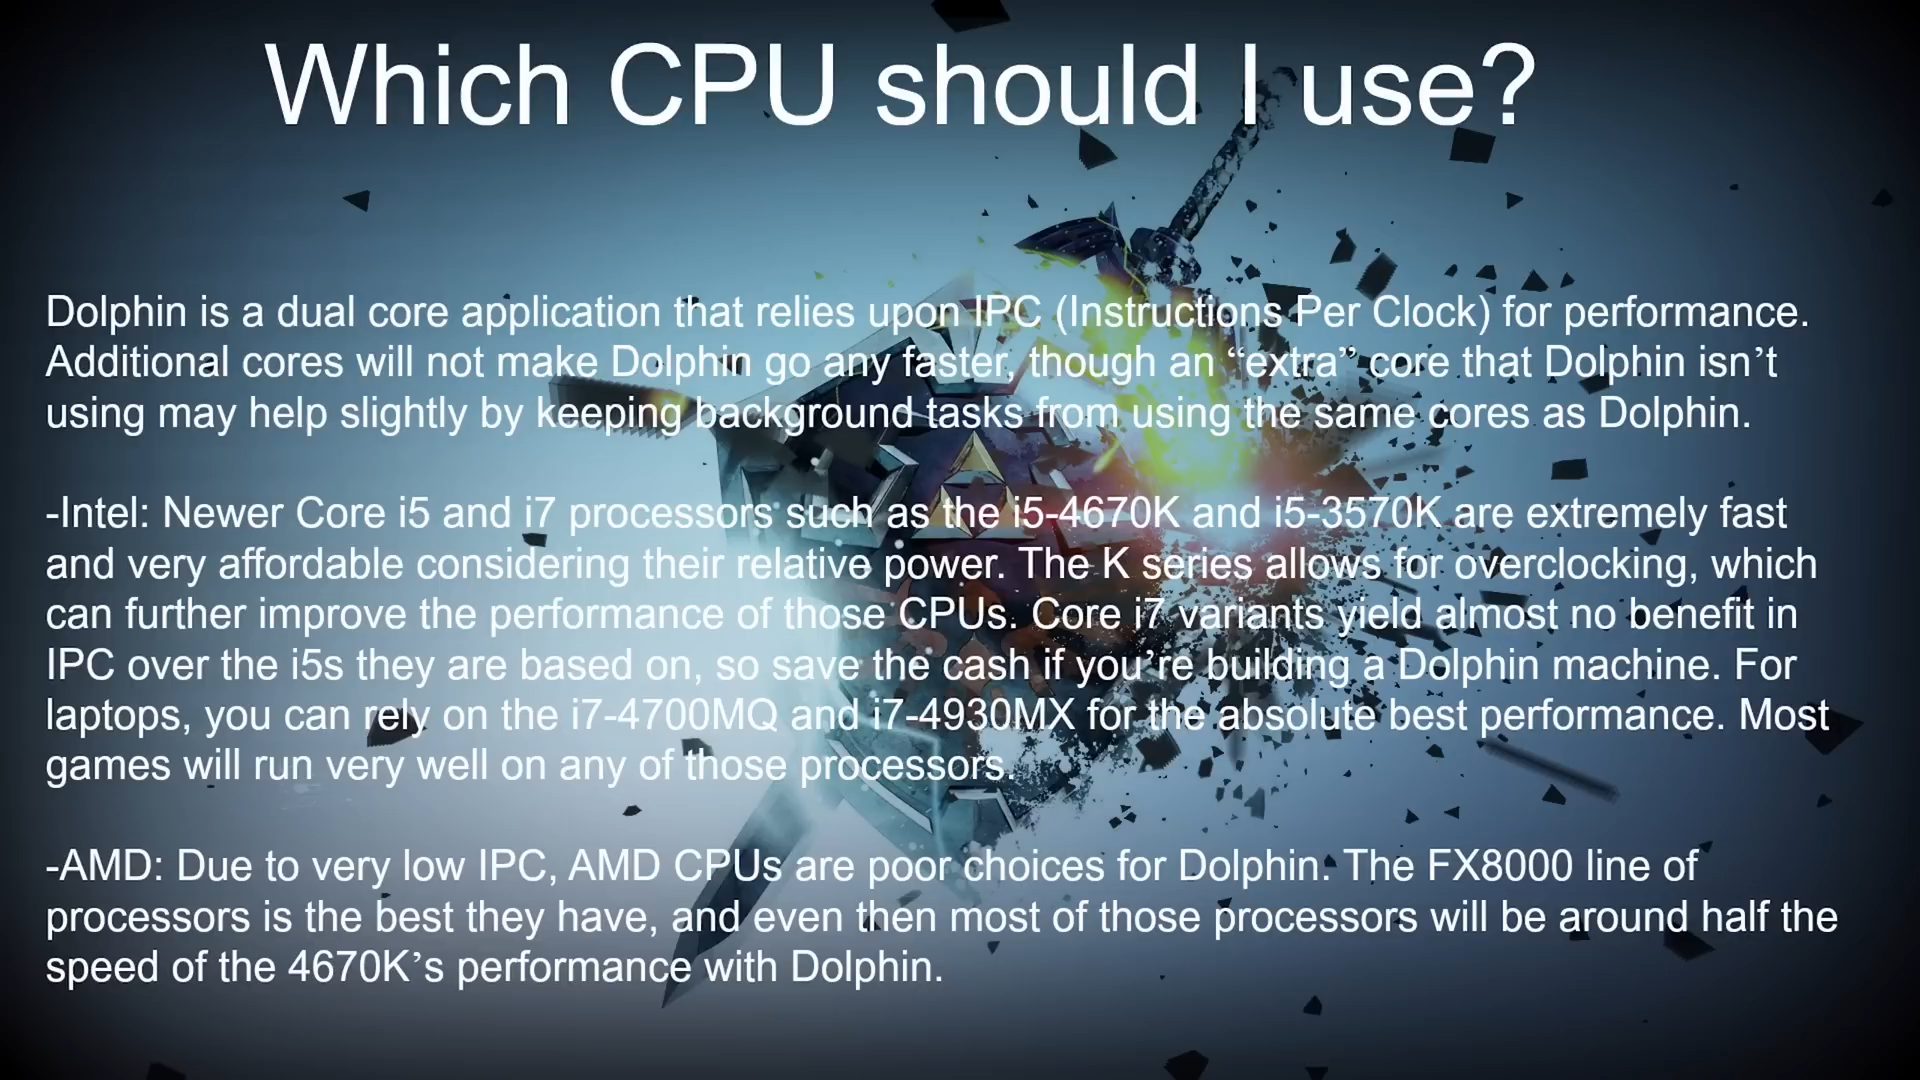 Which CPU should I use?
Dolphin is a dual core application that relies upon IPC (Instructions Per Clock) for performance.
Additional cores will not make Dolphin go any faster, though an “extra” core that Dolphin isn’t
using may help slightly by keeping background tasks from using the same cores as Dolphin.
-Intel: Newer Core i5 and i7 processors such as the i5-4670K and i5-3570K are extremely fast
and very affordable considering their relative power. The K series allows for overclocking, which
can further improve the performance of those CPUs. Core i7 variants yield almost no benefit in
IPC over the i5s they are based on, so save the cash if you’re building a Dolphin machine. For
laptops, you can rely on the i7-4700MQ and i7-4930MX for the absolute best performance. Most
games will run very well on any of those processors.
-AMD: Due to very low IPC, AMD CPUs are poor choices for Dolphin. The FX8000 line of
processors is the best they have, and even then most of those processors will be around half the
speed of the 4670K’s performance with Dolphin.